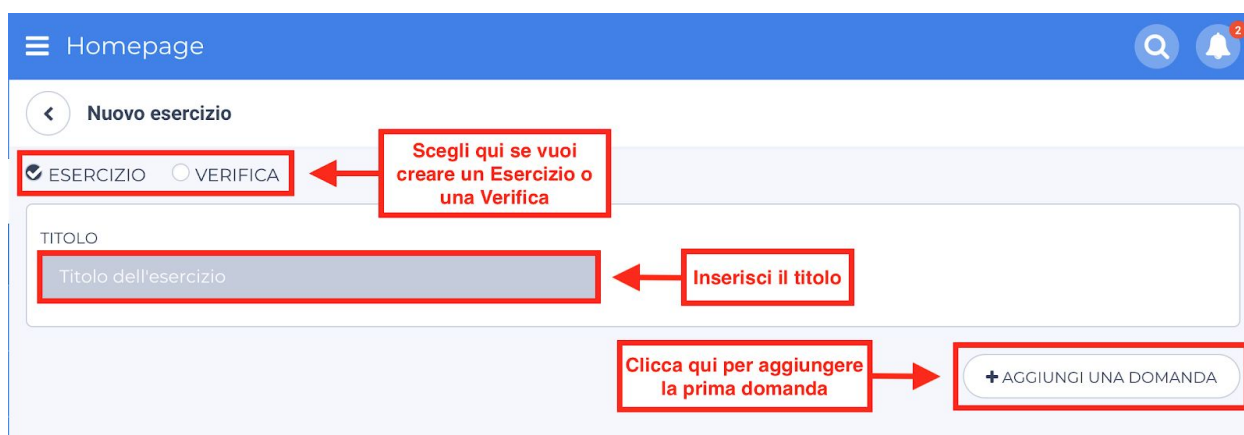 Homepage
2
Nuovo esercizio
Scegli qui se vuoi
creare un Esercizio o
una Verifica
ESERCIZIO VERIFICA
TITOLO
Titolo dell'esercizio
Inserisci il titolo
Clicca qui per aggiungere
la prima domanda
+ AGGIUNGI UNA DOMANDA